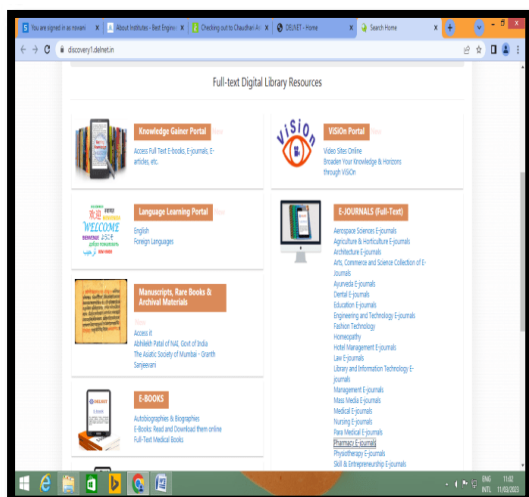 You are signed in as nevani
About Institutes - Best Engine
Checking out to Chaudhari A
DELNET - Home
Search Home
discovery1.delnet.in
Full-text Digital Library Resources
Knowledge Gainer Portal
Access Full Text E-books, E-journals, E-
articles, etc.
ViSiOn
ViSiOn Portal
Video Sites Online
Broaden Your Knowledge & Horizons
through ViSiOn
Language Learning Portal
English
Foreign Languages
WELCOME
Manuscripts, Rare Books &
Archival Materials
Access it
Abhilekh Patal of NAI, Govt of India
The Asiatic Society of Mumbai - Granth
Sanjeevani
E-BOOKS
Autobiographies & Biographies
E-Books: Read and Download them online
Full-Text Medical Books
E-JOURNALS (Full-Text)
Aerospace Sciences E-journals
Agriculture & Horticulture E-journals
Architecture E-journals
Arts, Commerce and Science Collection of E-
Journals
Ayurveda E-journals
Dental E-journals
Education E-journals
Engineering and Technology E-journals
Fashion Technology
Homeopathy
Hotel Management E-journals
Law E-journals
Library and Information Technology E-
journals
Management E-journals
Mass Media E-journals
Medical E-journals
Nursing E-journals
Para Medical E-journals
Pharmacy E-journals
Physiotherapy E-journals
Skill & Entrepreneurship E-journals
ENG 11:02
INTL 11/03/2023